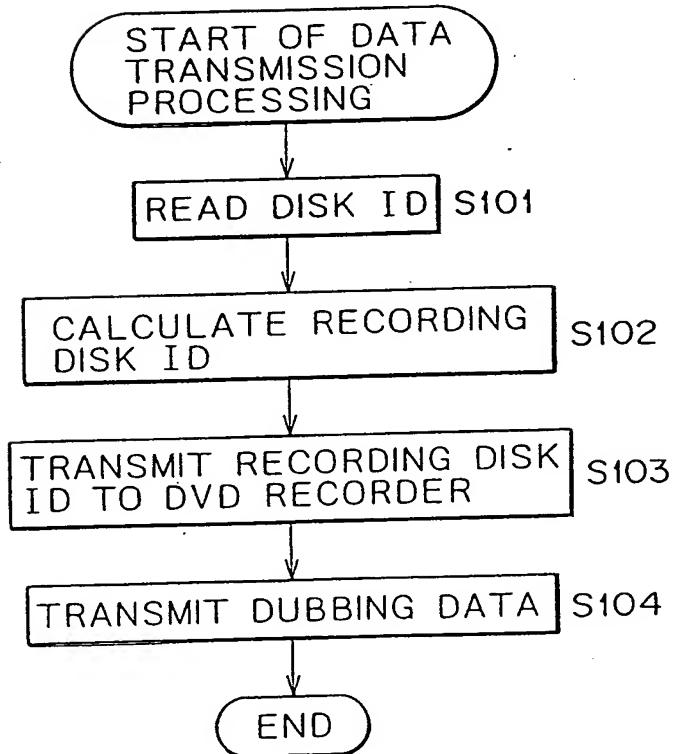 START OF DATA
TRANSMISSION
PROCESSING
READ DISK ID S101
CALCULATE RECORDING
DISK ID S102
TRANSMIT RECORDING DISK
ID TO DVD RECORDER S103
TRANSMIT DUBBING DATA S104
END